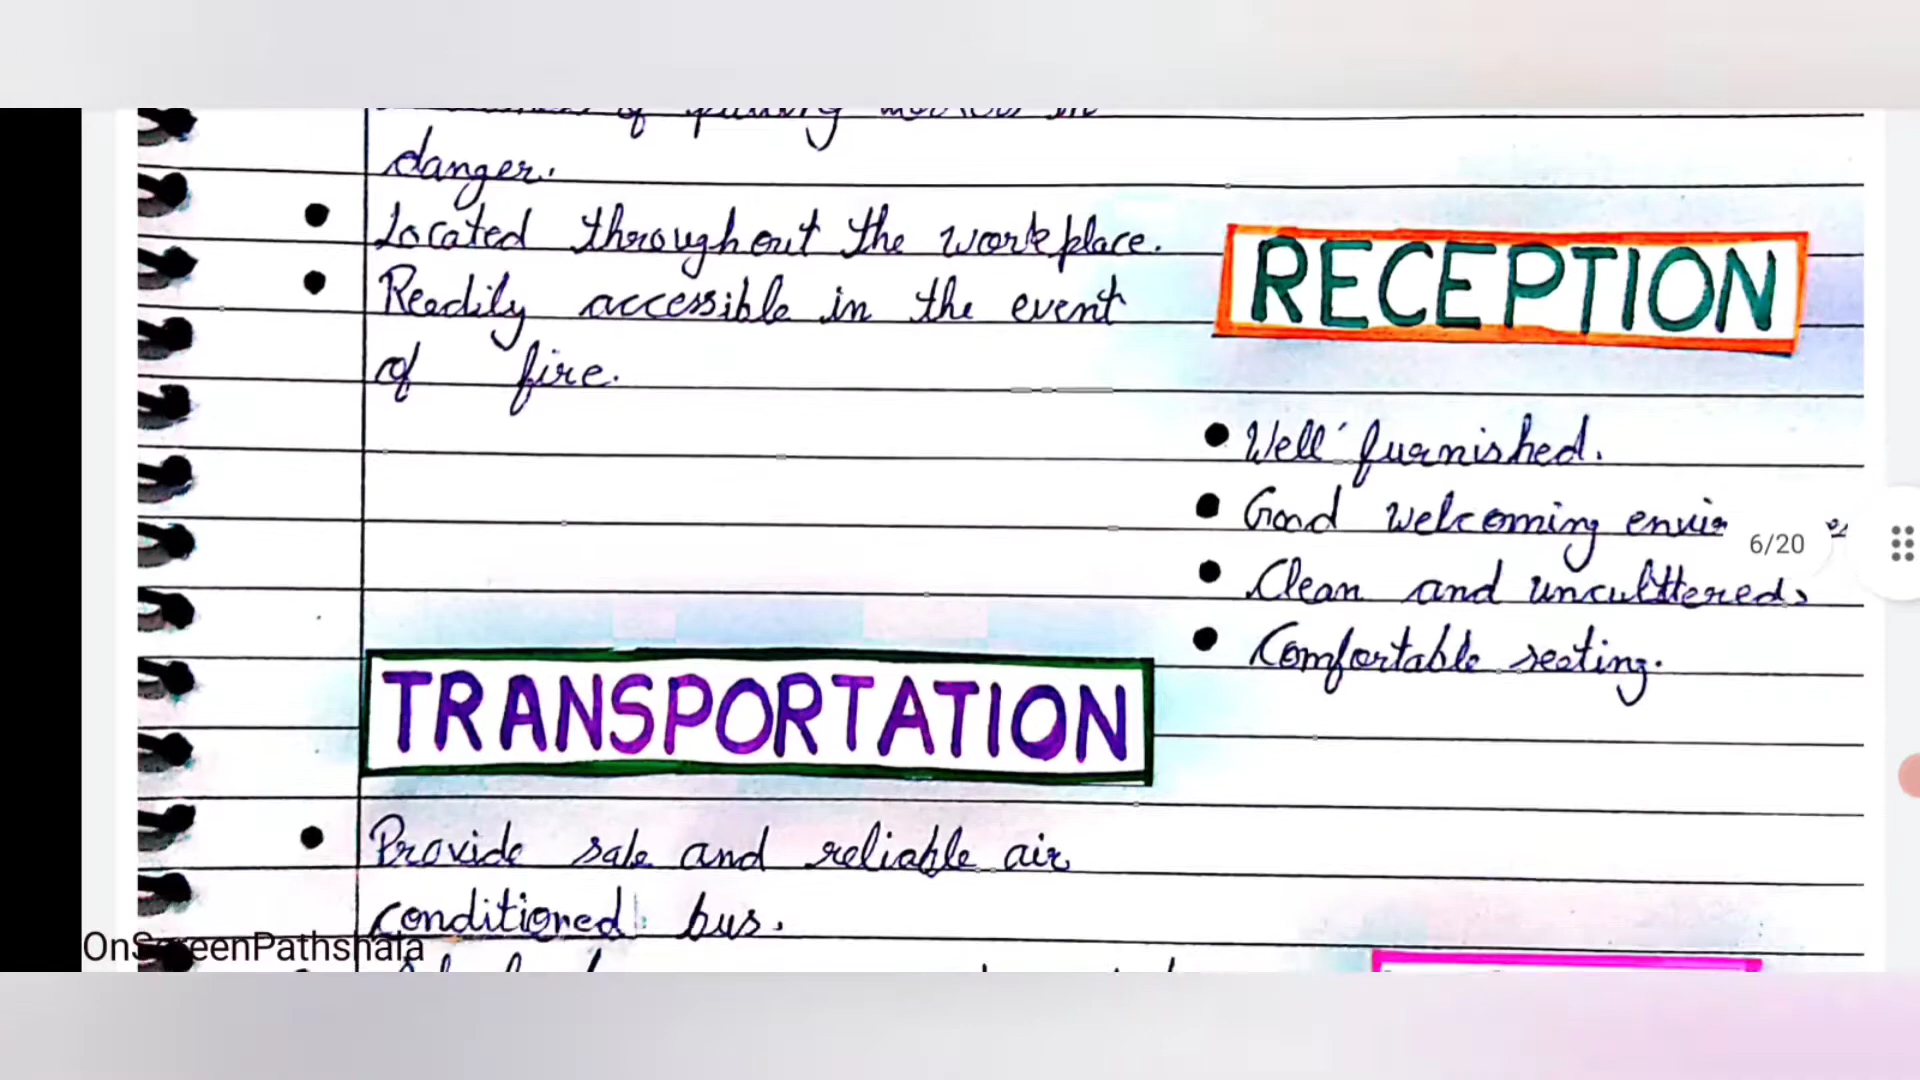 danger.
• Located throughout the workplace.
• Readily accessible in the event
of fire.
RECEPTION
• Well furnished.
• Good welcoming
• Clean and unculttered.
• Comfortable seating.
6/20
TRANSPORTATION
• Provide safe and reliable air
conditioned bus.
OnScreenPathshala